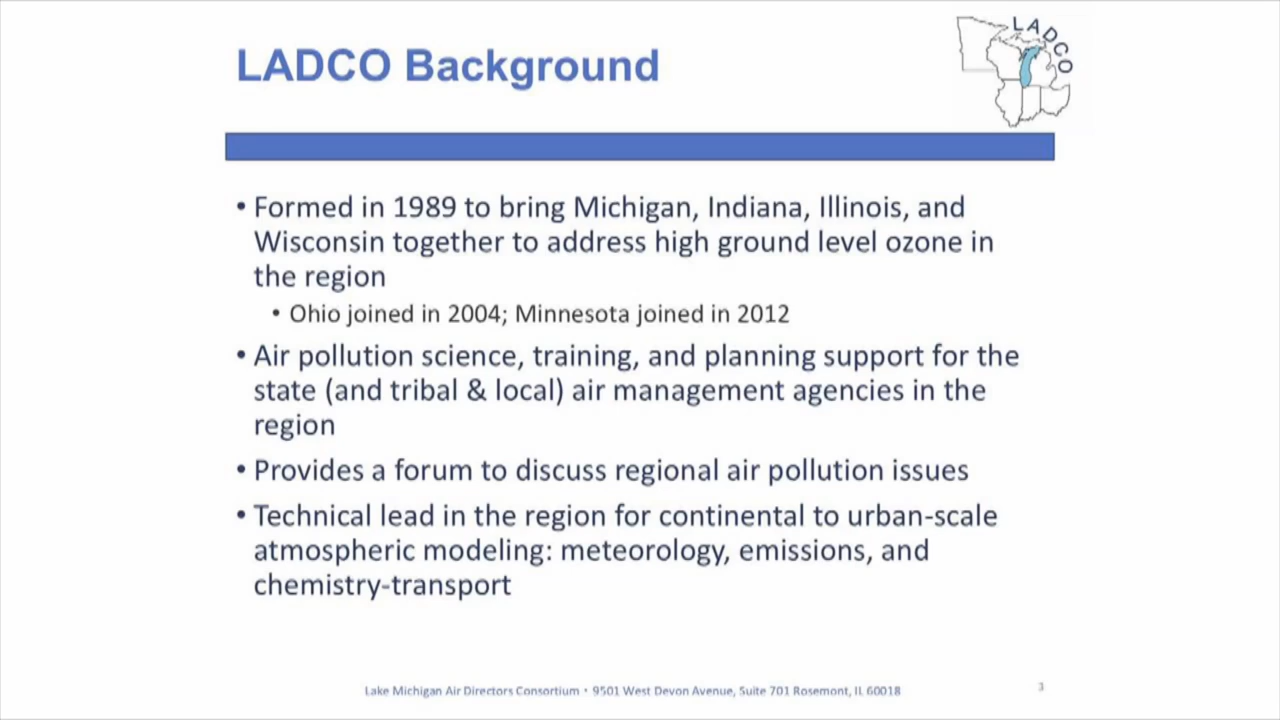 LADCO Background
LADCO
• Formed in 1989 to bring Michigan, Indiana, Illinois, and
Wisconsin together to address high ground level ozone in
the region
• Ohio joined in 2004; Minnesota joined in 2012
• Air pollution science, training, and planning support for the
state (and tribal & local) air management agencies in the
region
• Provides a forum to discuss regional air pollution issues
• Technical lead in the region for continental to urban-scale
atmospheric modeling: meteorology, emissions, and
chemistry-transport
Lake Michigan Air Directors Consortium • 9501 West Devon Avenue, Suite 701 Rosemont, IL 60018
3